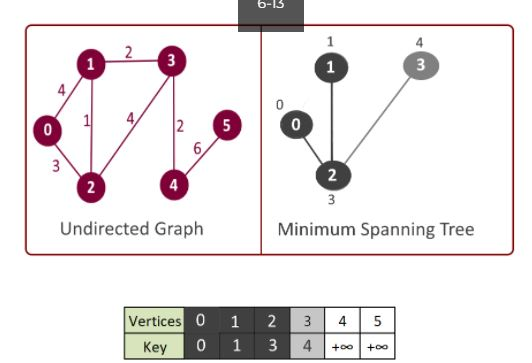 6-13
1 2 3
4 1 4 2
0 5
3 6
2 4
Undirected Graph
1 4
1 3
0
0
2
3
Minimum Spanning Tree
Vertices 0 1 2 3 4 5
Key 0 1 3 4 +∞ +∞